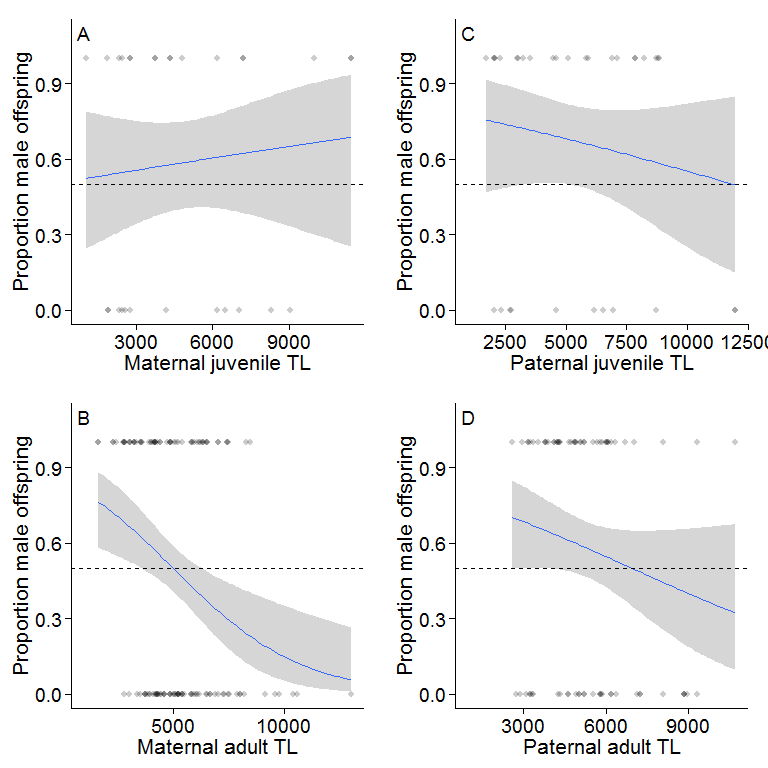 A
Proportion male offspring
0.9
0.6
0.3
0.0
3000 6000 9000
Maternal juvenile TL
C
Proportion male offspring
0.9
0.6
0.3
0.0
2500 5000 7500 10000 12500
Paternal juvenile TL
B
Proportion male offspring
0.9
0.6
0.3
0.0
5000 10000
Maternal adult TL
D
Proportion male offspring
0.9
0.6
0.3
0.0
3000 6000 9000
Paternal adult TL